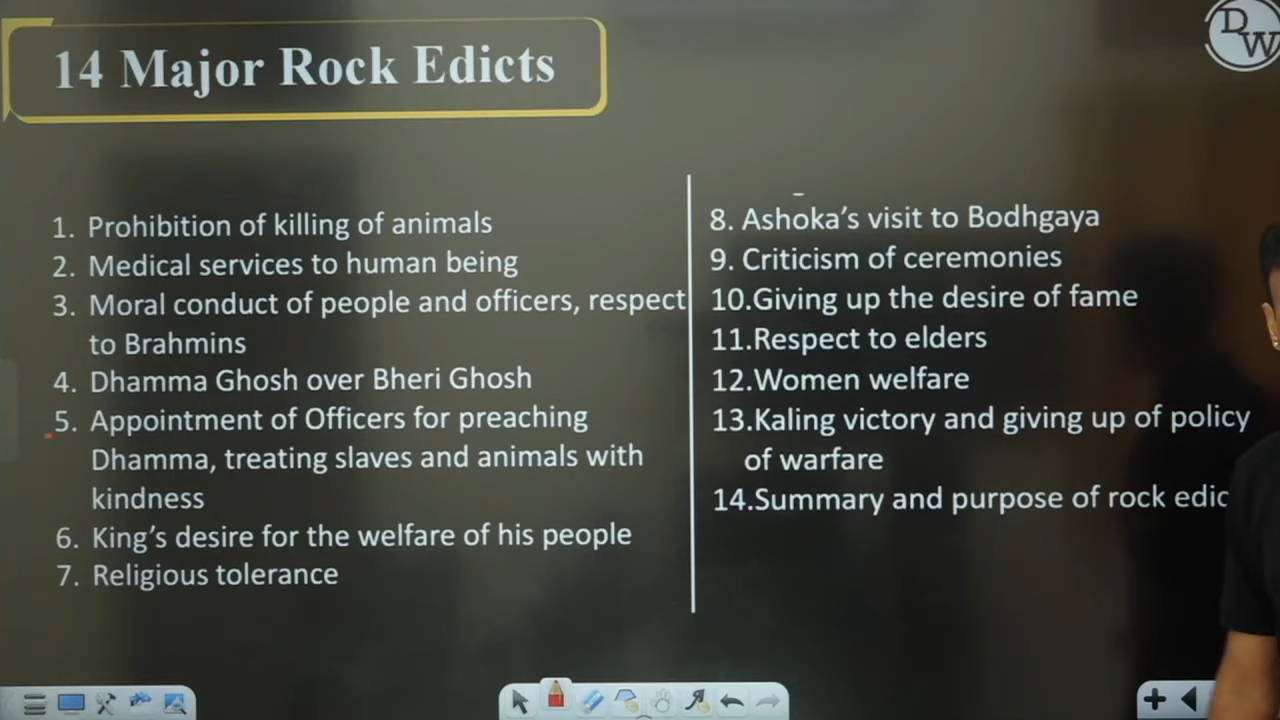 14 Major Rock Edicts
DW
1. Prohibition of killing of animals
2. Medical services to human being
3. Moral conduct of people and officers, respect
to Brahmins
4. Dhamma Ghosh over Bheri Ghosh
5. Appointment of Officers for preaching
Dhamma, treating slaves and animals with
kindness
6. King's desire for the welfare of his people
7. Religious tolerance
8. Ashoka's visit to Bodhgaya
9. Criticism of ceremonies
10.Giving up the desire of fame
11.Respect to elders
12.Women welfare
13.Kaling victory and giving up of policy
of warfare
14.Summary and purpose of rock edic